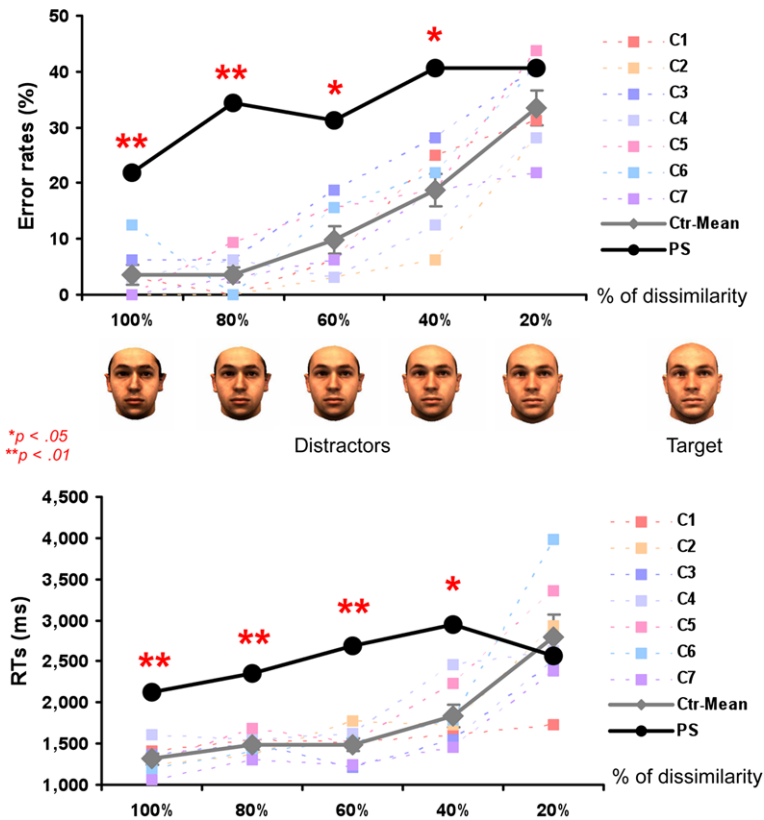 50
40
30
20
10
0
Error rates (%)
** ** * *
C1
C2
C3
C4
C5
C6
C7
Ctr-Mean
PS
100% 80% 60% 40% 20%
% of dissimilarity
Distractors
Target
*p < .05
**p < .01
4,500
4,000
3,500
3,000
2,500
2,000
1,500
1,000
RTs (ms)
** ** ** *
C1
C2
C3
C4
C5
C6
C7
Ctr-Mean
PS
100% 80% 60% 40% 20%
% of dissimilarity